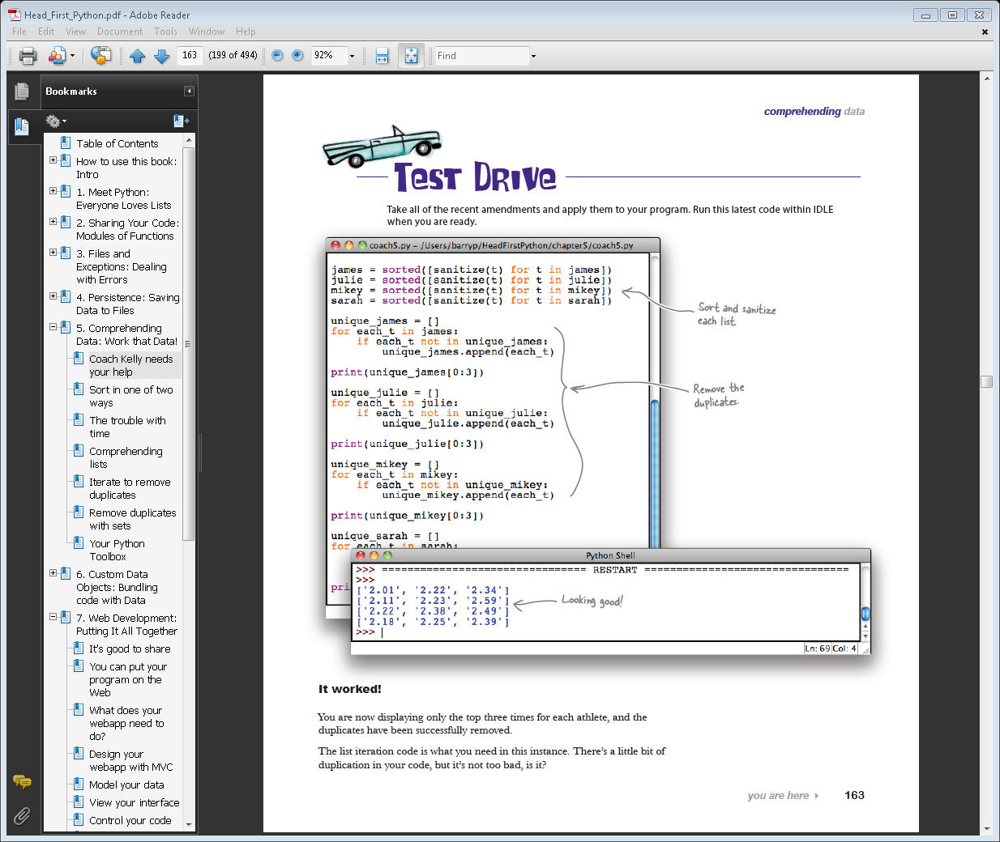 Head_First_Python.pdf - Adobe Reader
File Edit View Document Tools Window Help
163 (199 of 494) 92% Find
Bookmarks
Table of Contents
How to use this book:
Intro
1. Meet Python:
Everyone Loves Lists
2. Sharing Your Code:
Modules of Functions
3. Files and
Exceptions: Dealing
with Errors
4. Persistence: Saving
Data to Files
5. Comprehending
Data: Work that Data!
Coach Kelly needs
your help
Sort in one of two
ways
The trouble with
time
Comprehending
lists
Iterate to remove
duplicates
Remove duplicates
with sets
Your Python
Toolbox
6. Custom Data
Objects: Bundling
code with Data
7. Web Development:
Putting It All Together
It's good to share
You can put your
program on the
Web
What does your
webapp need to
do?
Design your
webapp with MVC
Model your data
View your interface
Control your code
comprehending data
Test Drive
Take all of the recent amendments and apply them to your program. Run this latest code within IDLE
when you are ready.
coach5.py – /Users/barryp/HeadFirstPython/chapter5/coach5.py
james = sorted([sanitize(t) for t in james])
julie = sorted([sanitize(t) for t in julie])
mikey = sorted([sanitize(t) for t in mikey])
sarah = sorted([sanitize(t) for t in sarah])
Sort and sanitize
each list.
unique_james = []
for each_t in james:
if each_t not in unique_james:
unique_james.append(each_t)
print(unique_james[0:3])
Remove the
duplicates.
unique_julie = []
for each_t in julie:
if each_t not in unique_julie:
unique_julie.append(each_t)
print(unique_julie[0:3])
unique_mikey = []
for each_t in mikey:
if each_t not in unique_mikey:
unique_mikey.append(each_t)
print(unique_mikey[0:3])
unique_sarah = []
for each_t in sarah:
pri
Python Shell
>>> ================================ RESTART ================================
>>>
['2.01', '2.22', '2.34']
['2.11', '2.23', '2.59']
['2.22', '2.38', '2.49']
['2.18', '2.25', '2.39']
>>>
Looking good!
Ln: 69 Col: 4
It worked!
You are now displaying only the top three times for each athlete, and the
duplicates have been successfully removed.
The list iteration code is what you need in this instance. There's a little bit of
duplication in your code, but it's not too bad, is it?
you are here 163